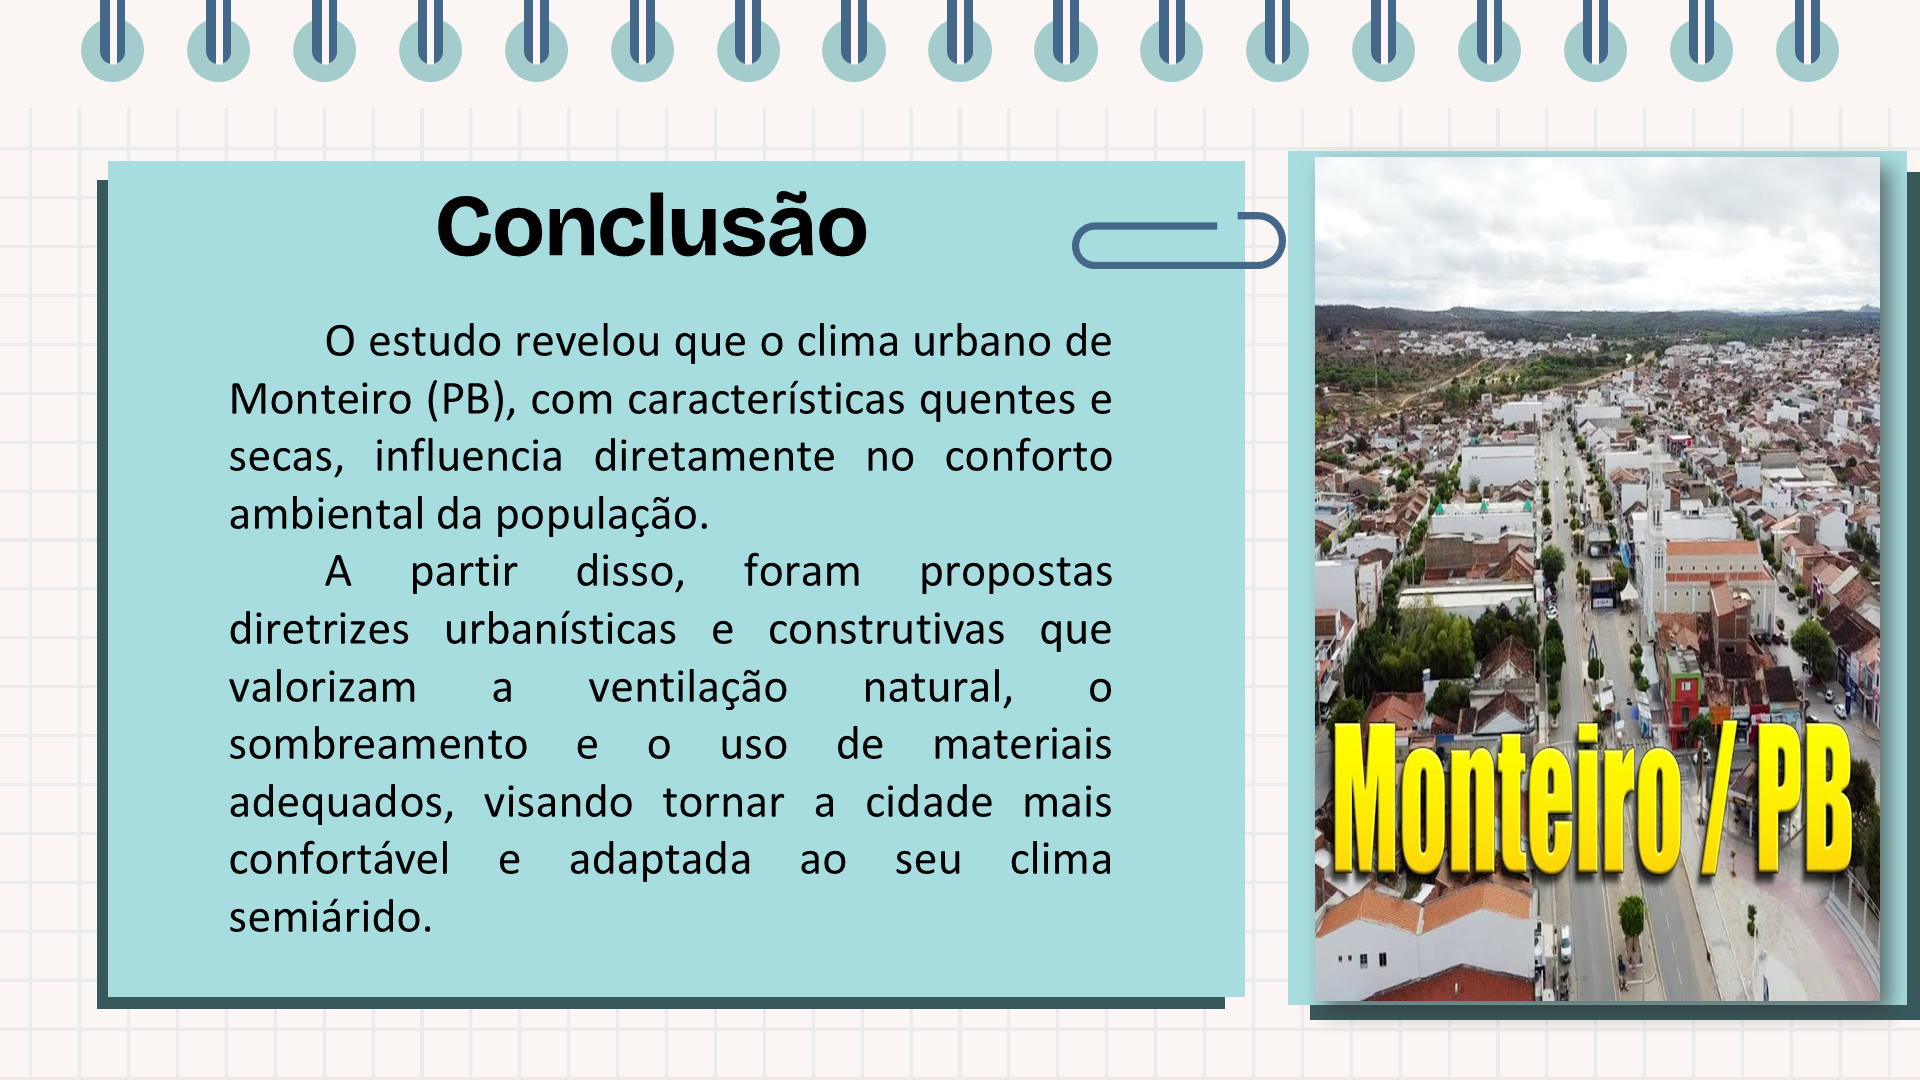 Conclusão
O estudo revelou que o clima urbano de
Monteiro (PB), com características quentes e
secas, influencia diretamente no conforto
ambiental da população.
A partir disso, foram propostas
diretrizes urbanísticas e construtivas que
valorizam a ventilação natural, o
sombreamento e o uso de materiais
adequados, visando tornar a cidade mais
confortável e adaptada ao seu clima
semiárido.
Monteiro / PB